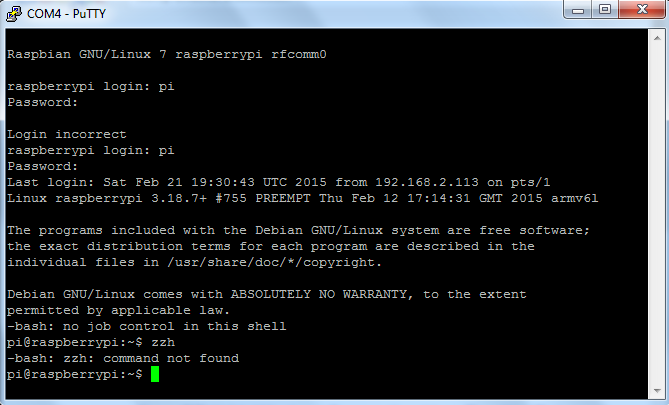 COM4 - PuTTY
Raspbian GNU/Linux 7 raspberrypi rfcomm0
raspberrypi login: pi
Password:
Login incorrect
raspberrypi login: pi
Password:
Last login: Sat Feb 21 19:30:43 UTC 2015 from 192.168.2.113 on pts/1
Linux raspberrypi 3.18.7+ #755 PREEMPT Thu Feb 12 17:14:31 GMT 2015 armv6l
The programs included with the Debian GNU/Linux system are free software;
the exact distribution terms for each program are described in the
individual files in /usr/share/doc/*/copyright.
Debian GNU/Linux comes with ABSOLUTELY NO WARRANTY, to the extent
permitted by applicable law.
-bash: no job control in this shell
pi@raspberrypi:~$ zzh
-bash: zzh: command not found
pi@raspberrypi:~$